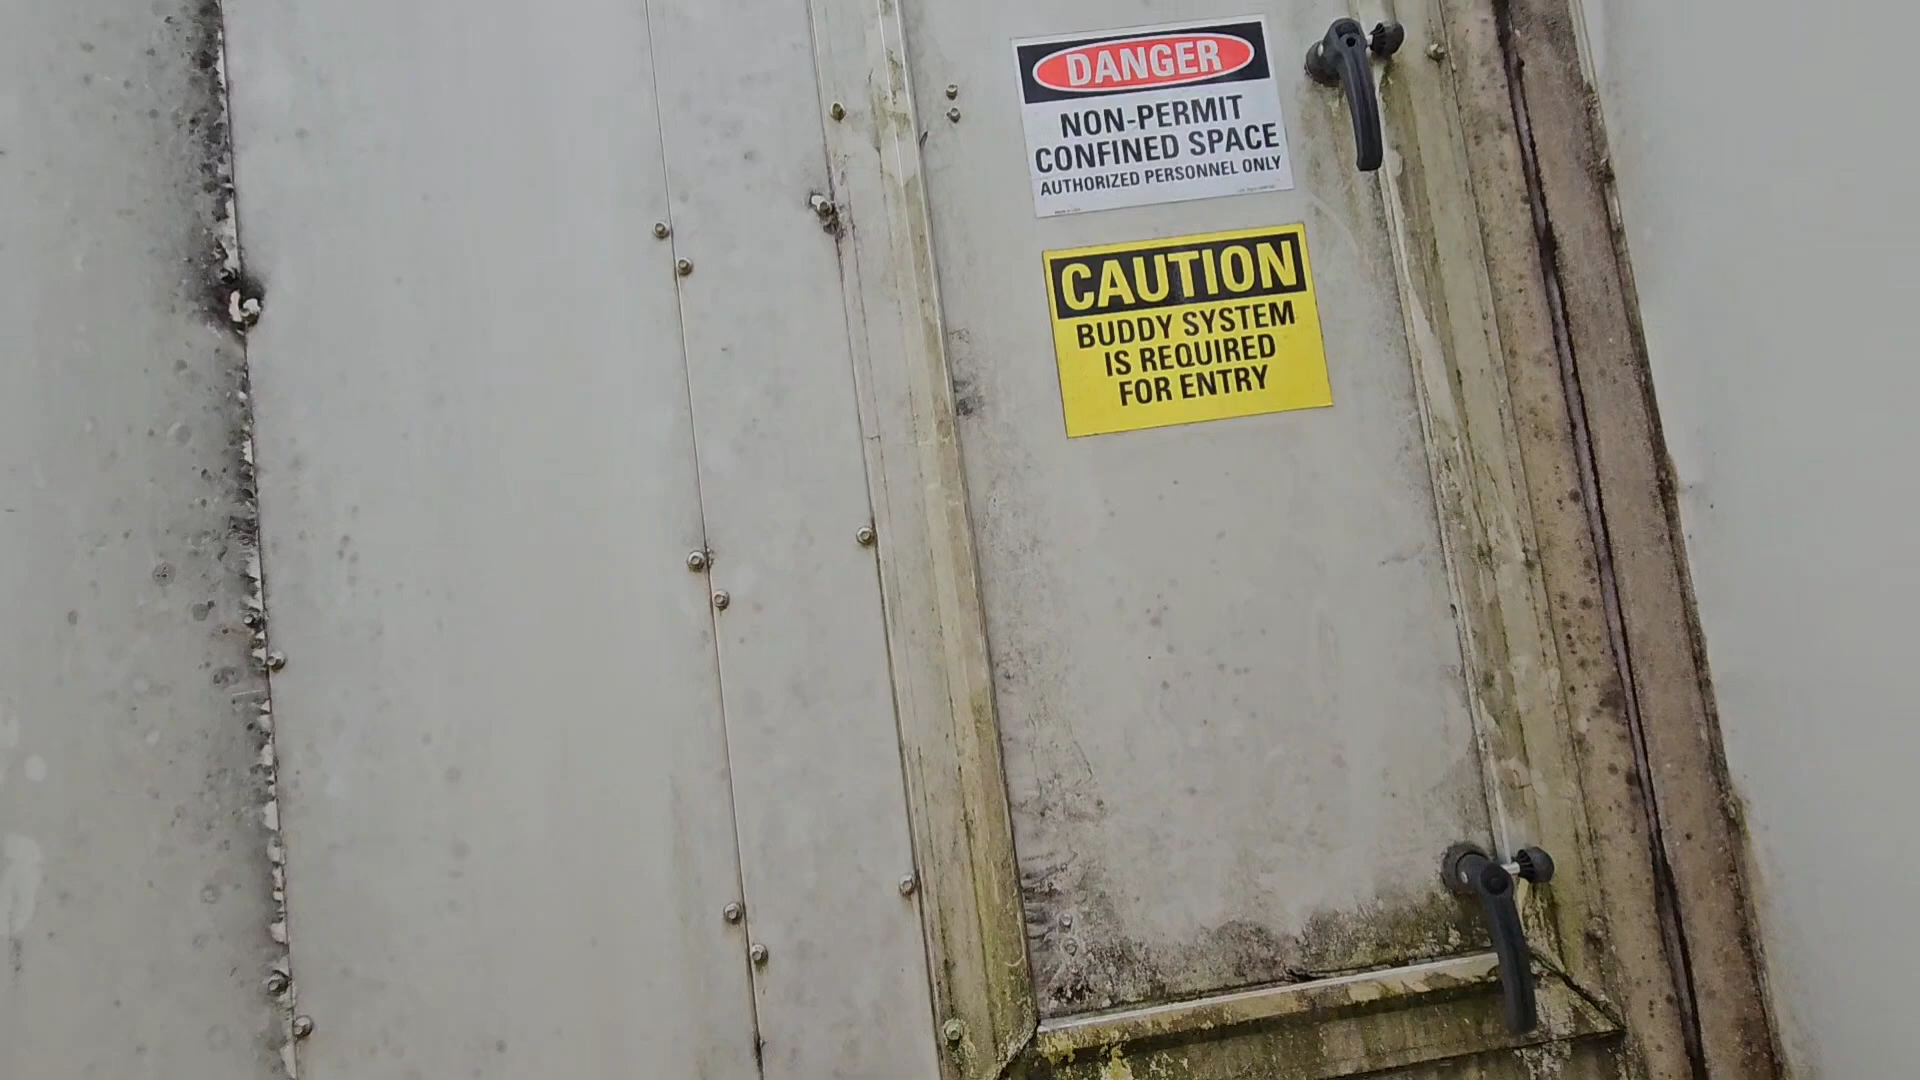 DANGER
NON-PERMIT
CONFINED SPACE
AUTHORIZED PERSONNEL ONLY
CAUTION
BUDDY SYSTEM
IS REQUIRED
FOR ENTRY